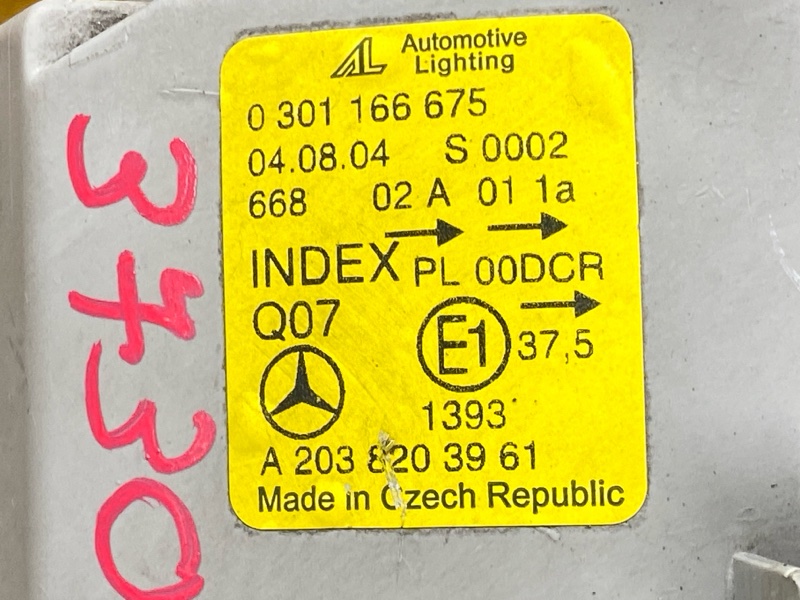 AL Automotive
Lighting
0 301 166 675
04.08.04 S 0002
668 02 A 01 1a
INDEX PL 00DCR
Q07
E1 37,5
1393
A 203 820 39 61
Made in Czech Republic
3730